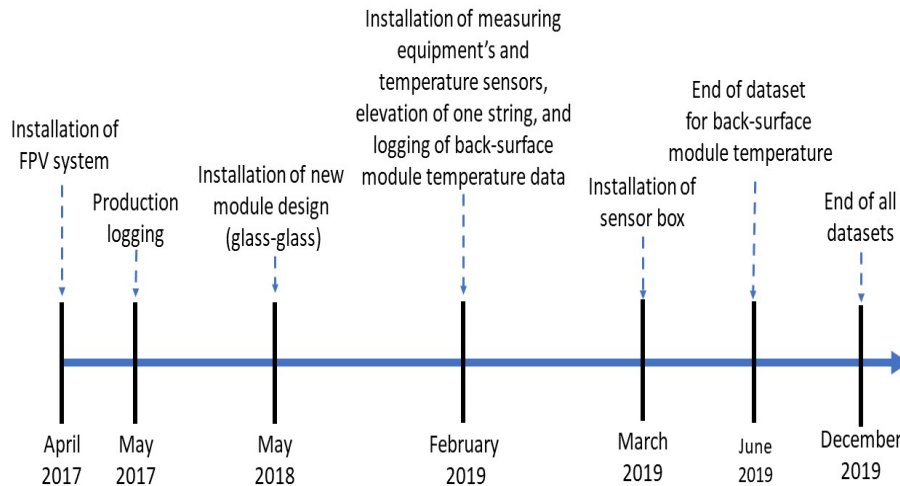 Installation of
FPV system
Production
logging
Installation of new
module design
(glass-glass)
Installation of measuring
equipment's and
temperature sensors,
elevation of one string, and
logging of back-surface
module temperature data
Installation of
sensor box
End of dataset
for back-surface
module temperature
End of all
datasets
April
2017
May
2017
May
2018
February
2019
March
2019
June
2019
December
2019